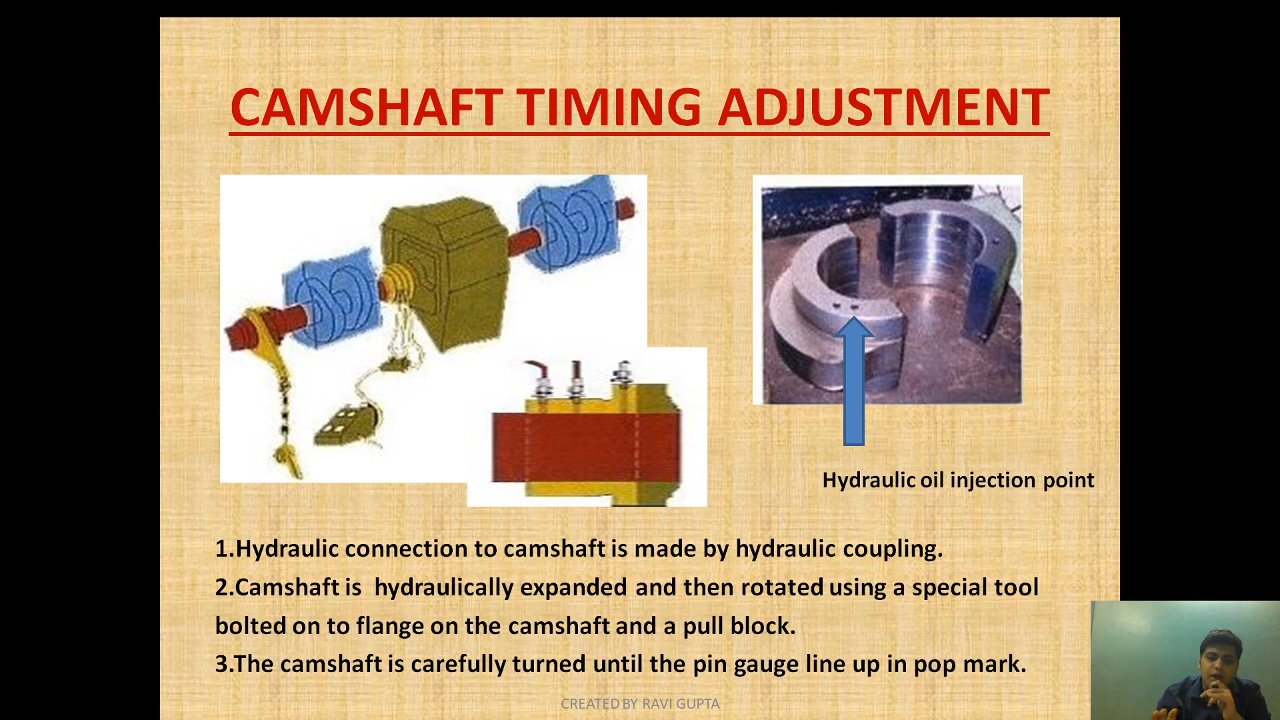 CAMSHAFT TIMING ADJUSTMENT
Hydraulic oil injection point
1.Hydraulic connection to camshaft is made by hydraulic coupling.
2.Camshaft is  hydraulically expanded and then rotated using a special tool
bolted on to flange on the camshaft and a pull block.
3.The camshaft is carefully turned until the pin gauge line up in pop mark.
CREATED BY RAVI GUPTA